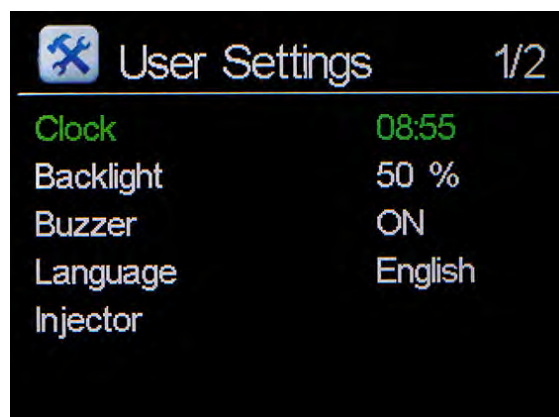 User Settings 1/2
Clock 08:55
Backlight 50 %
Buzzer ON
Language English
Injector